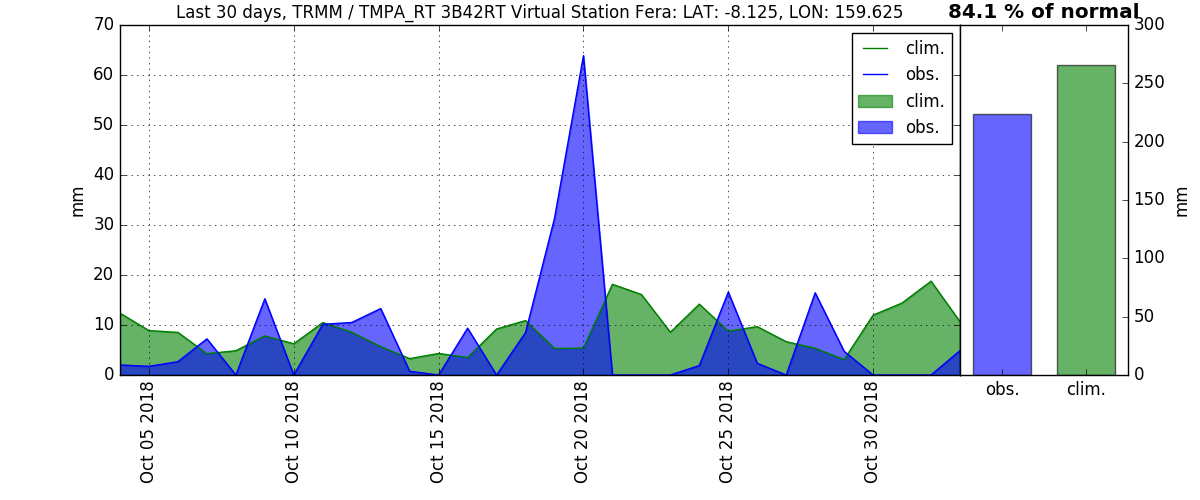 Last 30 days, TRMM / TMPA_RT 3B42RT Virtual Station Fera: LAT: -8.125, LON: 159.625
84.1 % of normal
70
60
50
40
30
20
10
0
mm
clim.
obs.
clim.
obs.
300
250
200
150
100
50
0
mm
Oct 05 2018
Oct 10 2018
Oct 15 2018
Oct 20 2018
Oct 25 2018
Oct 30 2018
obs.
clim.